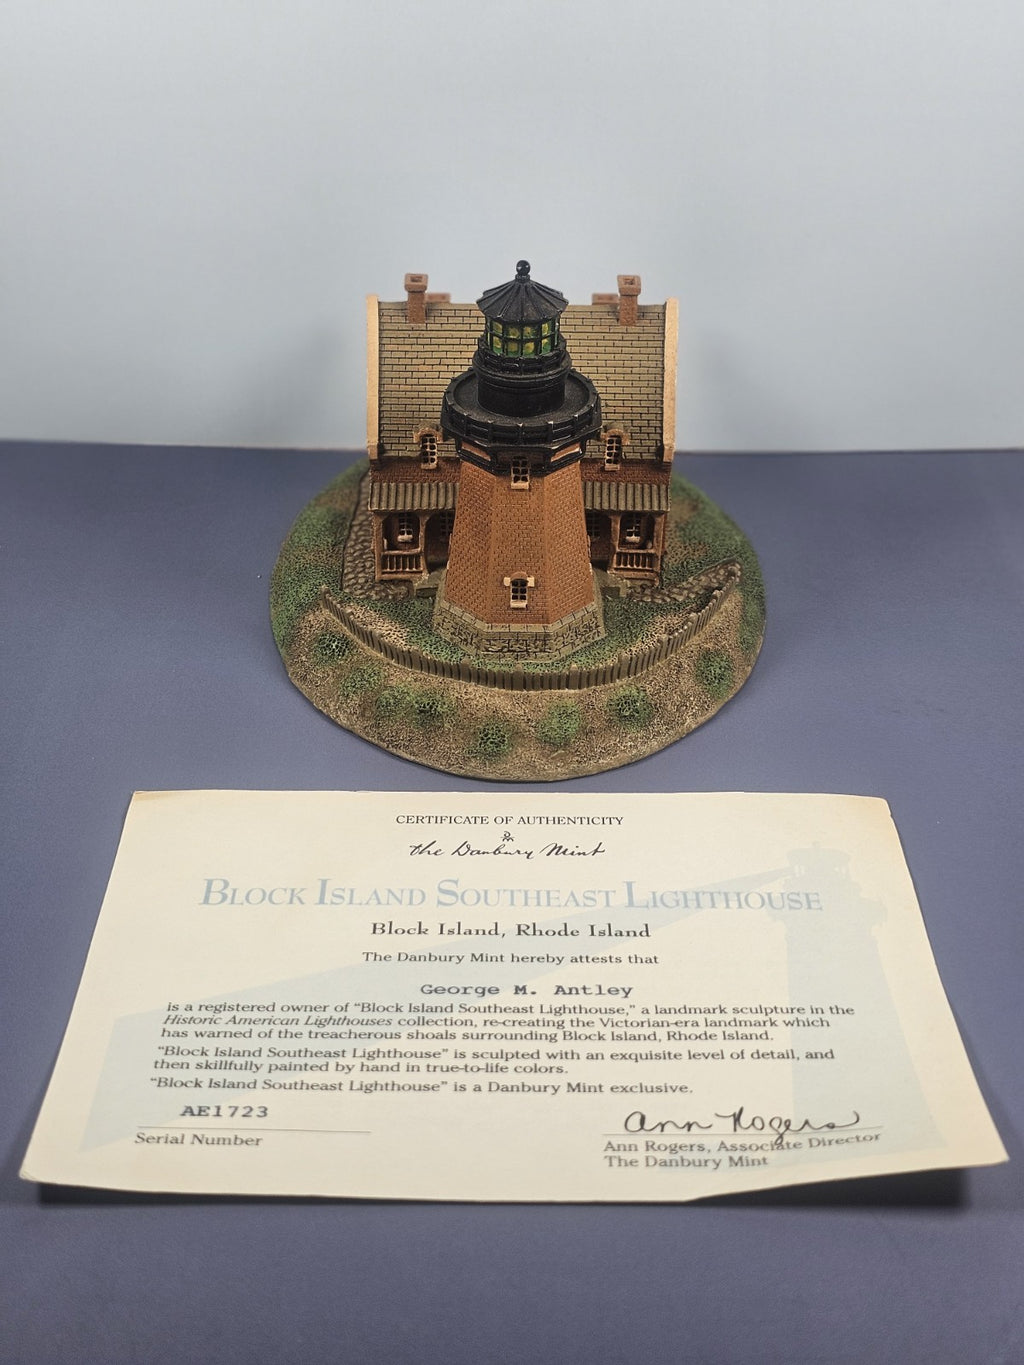 CERTIFICATE OF AUTHENTICITY
DM
the Danbury Mint
BLOCK ISLAND SOUTHEAST LIGHTHOUSE
Block Island, Rhode Island
The Danbury Mint hereby attests that
George M. Antley
is a registered owner of "Block Island Southeast Lighthouse," a landmark sculpture in the
Historic American Lighthouses collection, re-creating the Victorian-era landmark which
has warned of the treacherous shoals surrounding Block Island, Rhode Island.
"Block Island Southeast Lighthouse" is sculpted with an exquisite level of detail, and
then skillfully painted by hand in true-to-life colors.
"Block Island Southeast Lighthouse" is a Danbury Mint exclusive.
AE1723
Serial Number
Ann Rogers
Ann Rogers, Associate Director
The Danbury Mint